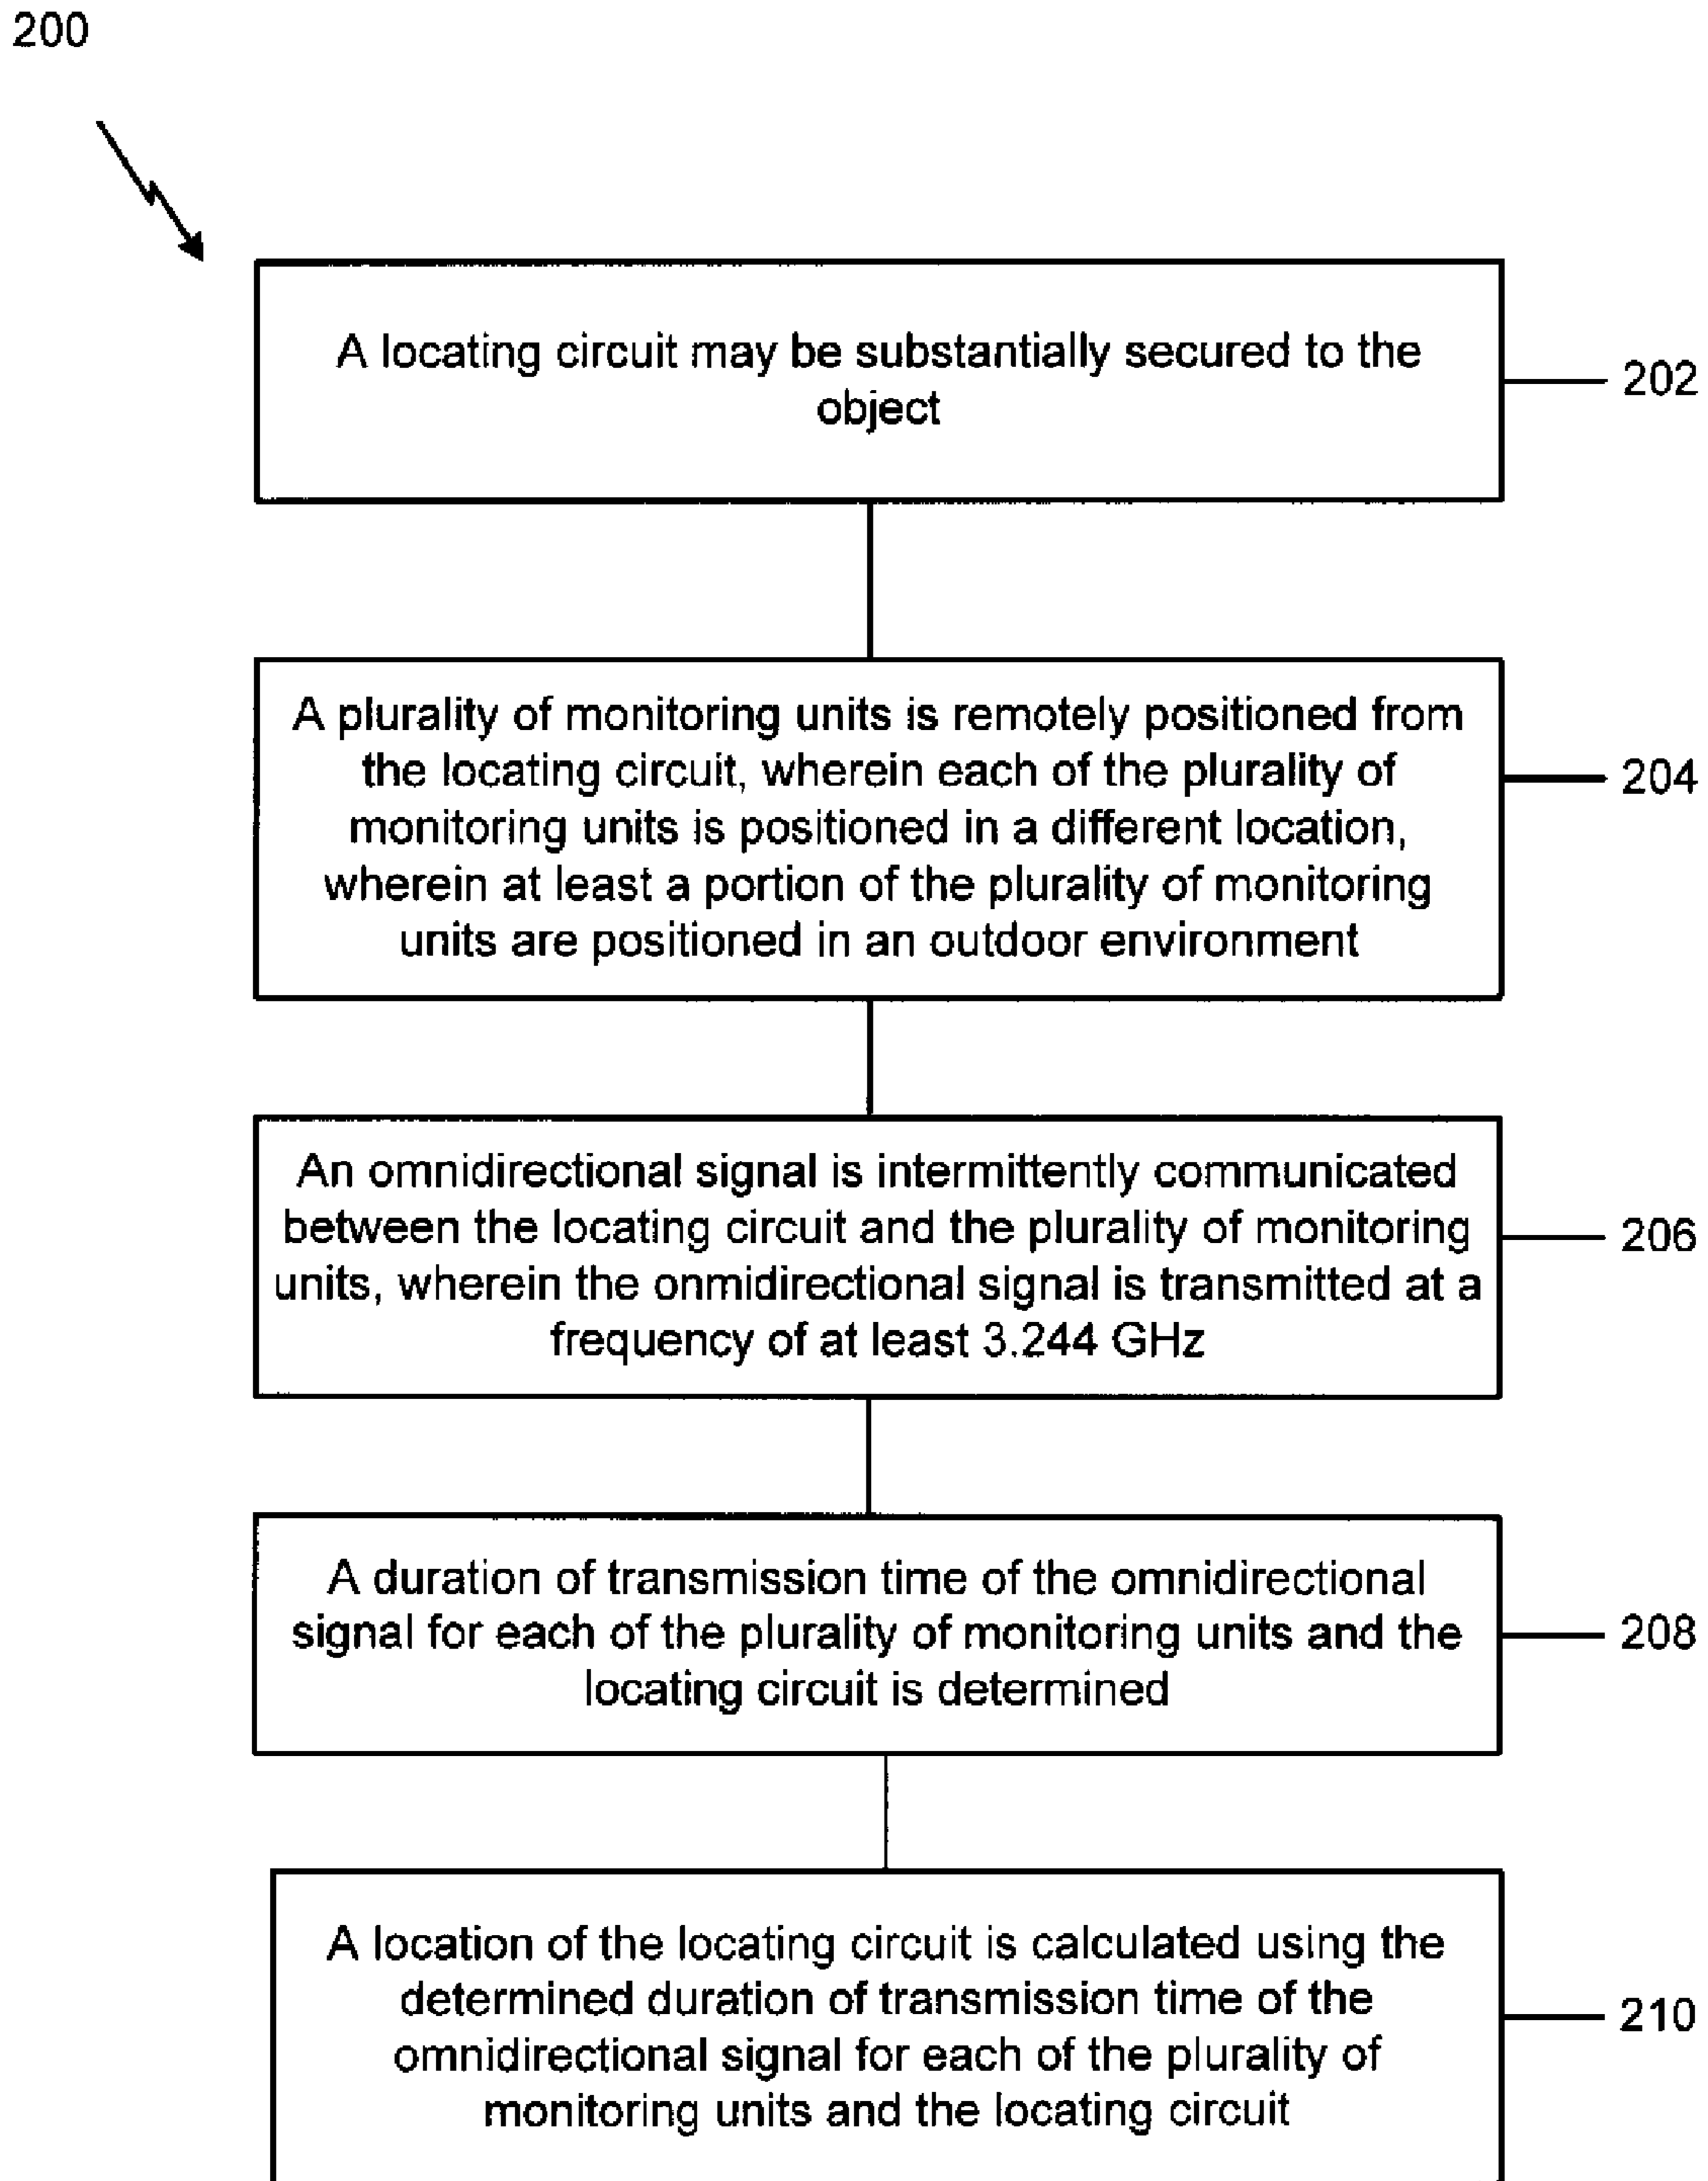 200
A locating circuit may be substantially secured to the
object
202
A plurality of monitoring units is remotely positioned from
the locating circuit, wherein each of the plurality of
monitoring units is positioned in a different location,
wherein at least a portion of the plurality of monitoring
units are positioned in an outdoor environment
204
An omnidirectional signal is intermittently communicated
between the locating circuit and the plurality of monitoring
units, wherein the onmidirectional signal is transmitted at a
frequency of at least 3.244 GHz
206
A duration of transmission time of the omnidirectional
signal for each of the plurality of monitoring units and the
locating circuit is determined
208
A location of the locating circuit is calculated using the
determined duration of transmission time of the
omnidirectional signal for each of the plurality of
monitoring units and the locating circuit
210